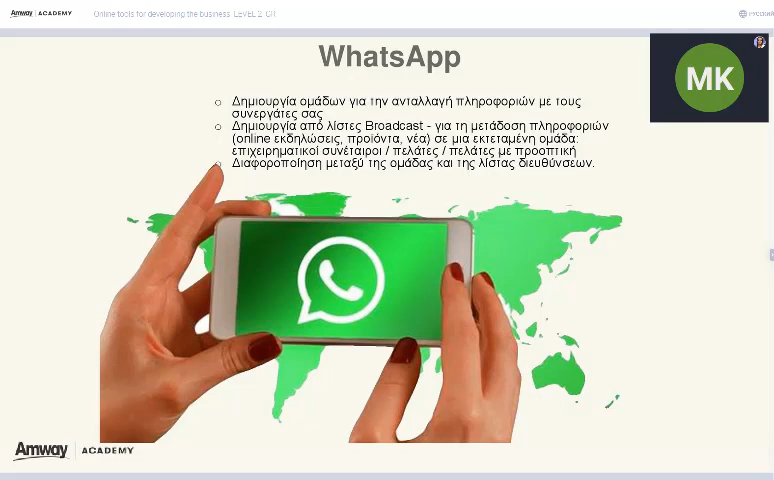 Amway | ACADEMY
Online tools for developing the business. LEVEL 2. GR
РУССКИЙ
WhatsApp
MK
o Δημιουργία ομάδων για την ανταλλαγή πληροφοριών με τους
συνεργάτες σας
o Δημιουργία από λίστες Broadcast - για τη μετάδοση πληροφοριών
(online εκδηλώσεις, προϊόντα, νέα) σε μια εκτεταμένη ομάδα:
επιχειρηματικοί συνέταιροι / πελάτες / πελάτες με προοπτική
o Διαφοροποίηση μεταξύ της ομάδας και της λίστας διευθύνσεων.
Amway | ACADEMY